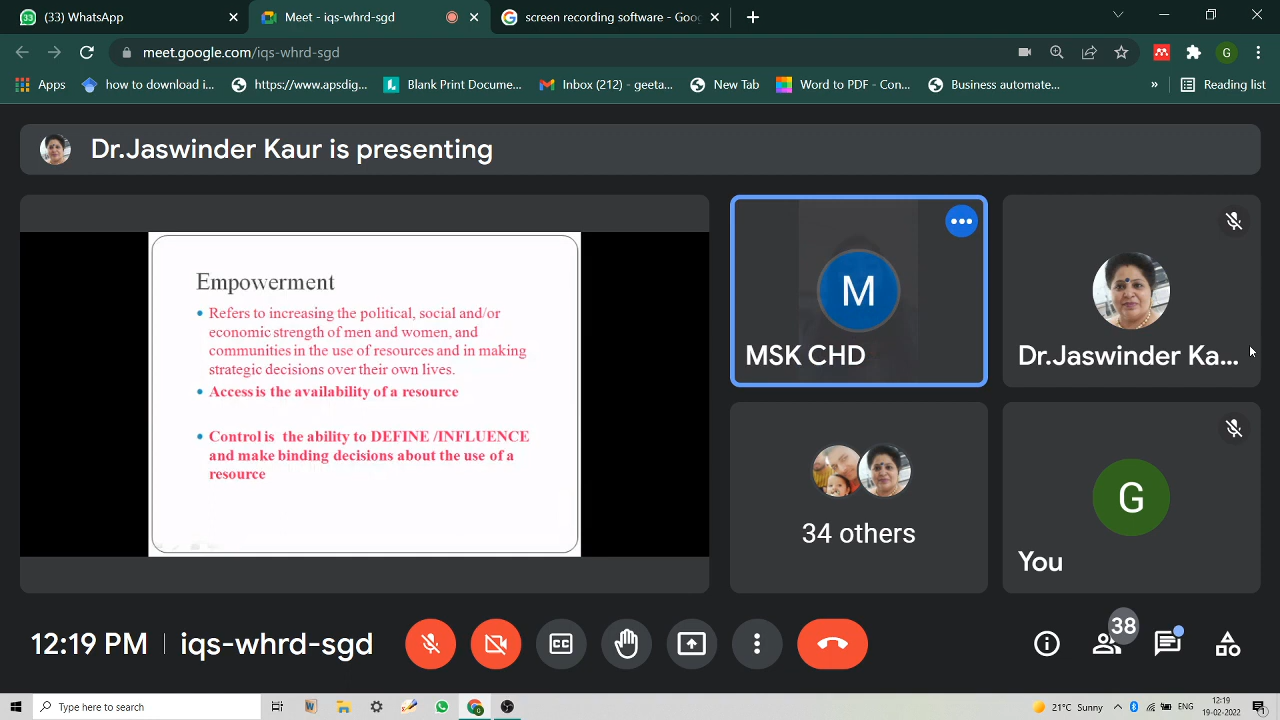 33
(33) WhatsApp
Meet - iqs-whrd-sgd
screen recording software - Goog
meet.google.com/iqs-whrd-sgd
G
Apps
how to download i...
https://www.apsdig...
Blank Print Docume...
Inbox (212) - geeta...
New Tab
Word to PDF - Con...
Business automate...
»
Reading list
Dr.Jaswinder Kaur is presenting
Empowerment
• Refers to increasing the political, social and/or
economic strength of men and women, and
communities in the use of resources and in making
strategic decisions over their own lives.
• Access is the availability of a resource
• Control is the ability to DEFINE /INFLUENCE
and make binding decisions about the use of a
resource
M
MSK CHD
Dr.Jaswinder Ka...
34 others
G
You
12:19 PM | iqs-whrd-sgd
CC
38
Type here to search
21°C Sunny
ENG
12:19
19-02-2022